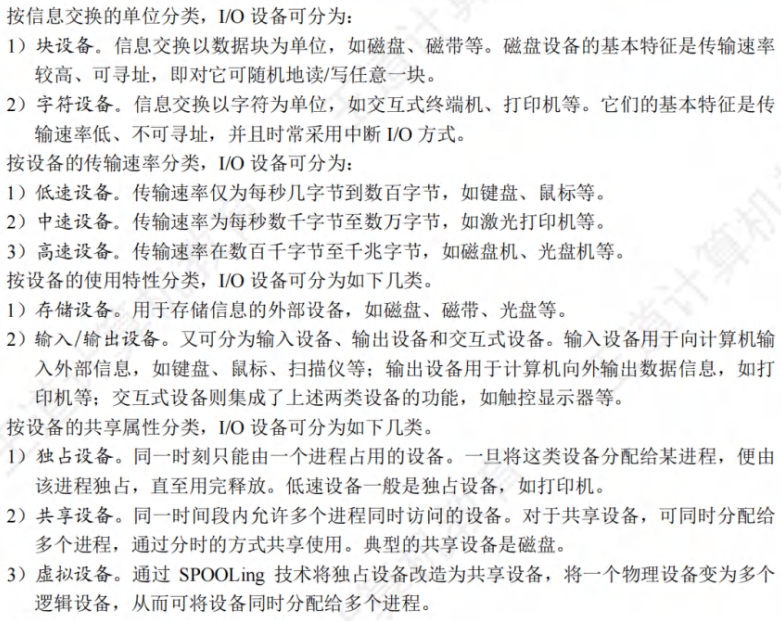 按信息交换的单位分类，I/O 设备可分为：
1）块设备。信息交换以数据块为单位，如磁盘、磁带等。磁盘设备的基本特征是传输速率
较高、可寻址，即对它可随机地读/写任意一块。
2）字符设备。信息交换以字符为单位，如交互式终端机、打印机等。它们的基本特征是传
输速率低、不可寻址，并且时常采用中断 I/O 方式。
按设备的传输速率分类，I/O 设备可分为：
1）低速设备。传输速率仅为每秒几字节到数百字节，如键盘、鼠标等。
2）中速设备。传输速率为每秒数千字节至数万字节，如激光打印机等。
3）高速设备。传输速率在数百千字节至千兆字节，如磁盘机、光盘机等。
按设备的使用特性分类，I/O 设备可分为如下几类。
1）存储设备。用于存储信息的外部设备，如磁盘、磁带、光盘等。
2）输入/输出设备。又可分为输入设备、输出设备和交互式设备。输入设备用于向计算机输
入外部信息，如键盘、鼠标、扫描仪等；输出设备用于计算机向外输出数据信息，如打
印机等；交互式设备则集成了上述两类设备的功能，如触控显示器等。
按设备的共享属性分类，I/O 设备可分为如下几类。
1）独占设备。同一时刻只能由一个进程占用的设备。一旦将这类设备分配给某进程，便由
该进程独占，直至用完释放。低速设备一般是独占设备，如打印机。
2）共享设备。同一时间段内允许多个进程同时访问的设备。对于共享设备，可同时分配给
多个进程，通过分时的方式共享使用。典型的共享设备是磁盘。
3）虚拟设备。通过 SPOOLing 技术将独占设备改造为共享设备，将一个物理设备变为多个
逻辑设备，从而可将设备同时分配给多个进程。